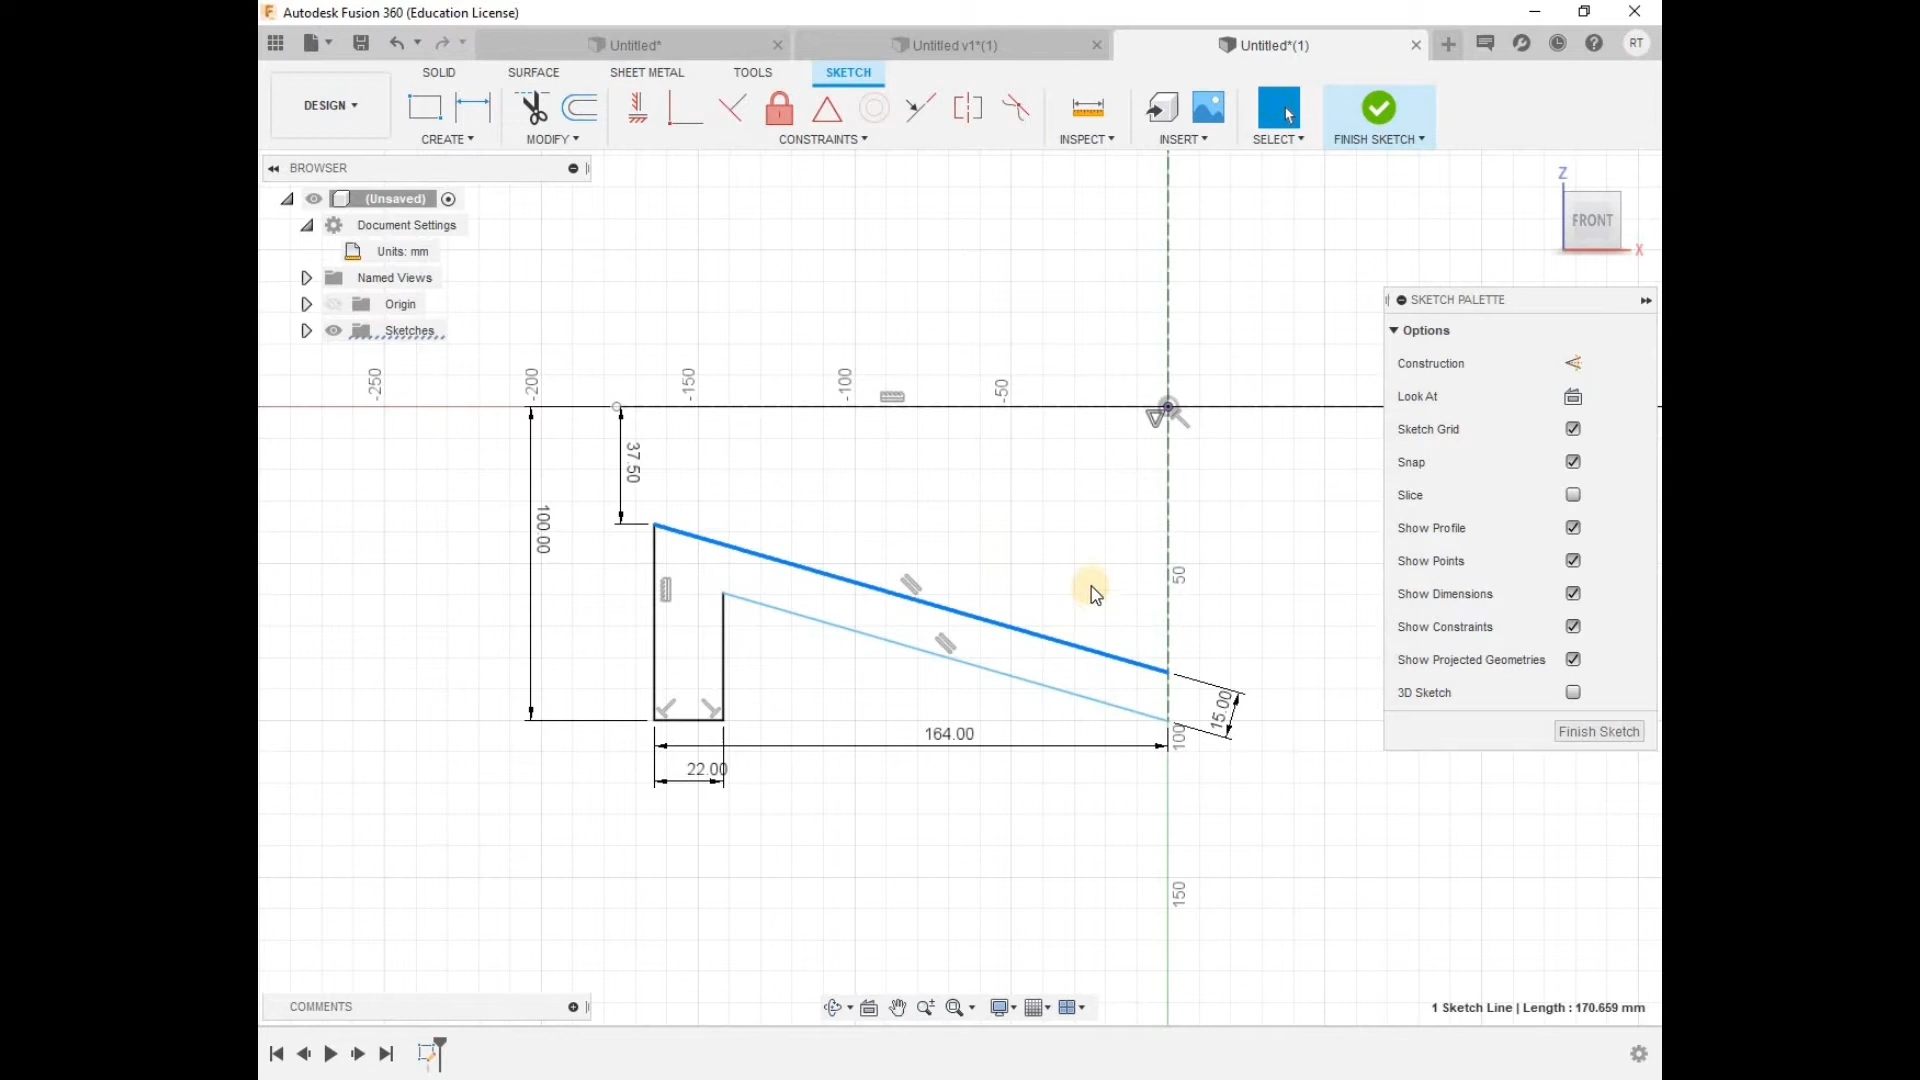 Autodesk Fusion 360 (Education License)
Untitled*
Untitled v1*(1)
Untitled*(1)
RT
DESIGN
SOLID
SURFACE
SHEET METAL
TOOLS
SKETCH
CREATE
MODIFY
CONSTRAINTS
INSPECT
INSERT
SELECT
FINISH SKETCH
BROWSER
(Unsaved)
Document Settings
Units: mm
Named Views
Origin
Sketches
Z
FRONT
X
SKETCH PALETTE
Options
Construction
Look At
Sketch Grid
Snap
Slice
Show Profile
Show Points
Show Dimensions
Show Constraints
Show Projected Geometries
3D Sketch
Finish Sketch
-250
-200
-150
-100
-50
37.50
100.00
50
15.00
100
164.00
22.00
150
COMMENTS
1 Sketch Line | Length : 170.659 mm